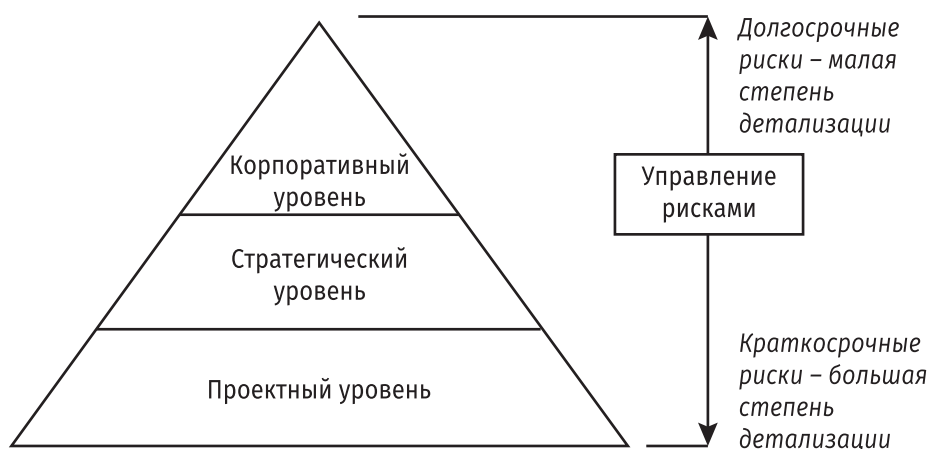 Корпоративный
уровень
Стратегический
уровень
Проектный уровень
Долгосрочные
риски – малая
степень
детализации
Управление
рисками
Краткосрочные
риски – большая
степень
детализации